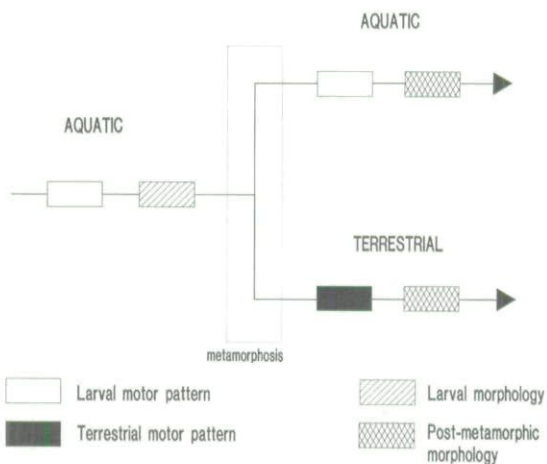 AQUATIC
AQUATIC
TERRESTRIAL
metamorphosis
Larval motor pattern
Larval morphology
Terrestrial motor pattern
Post-metamorphic
morphology